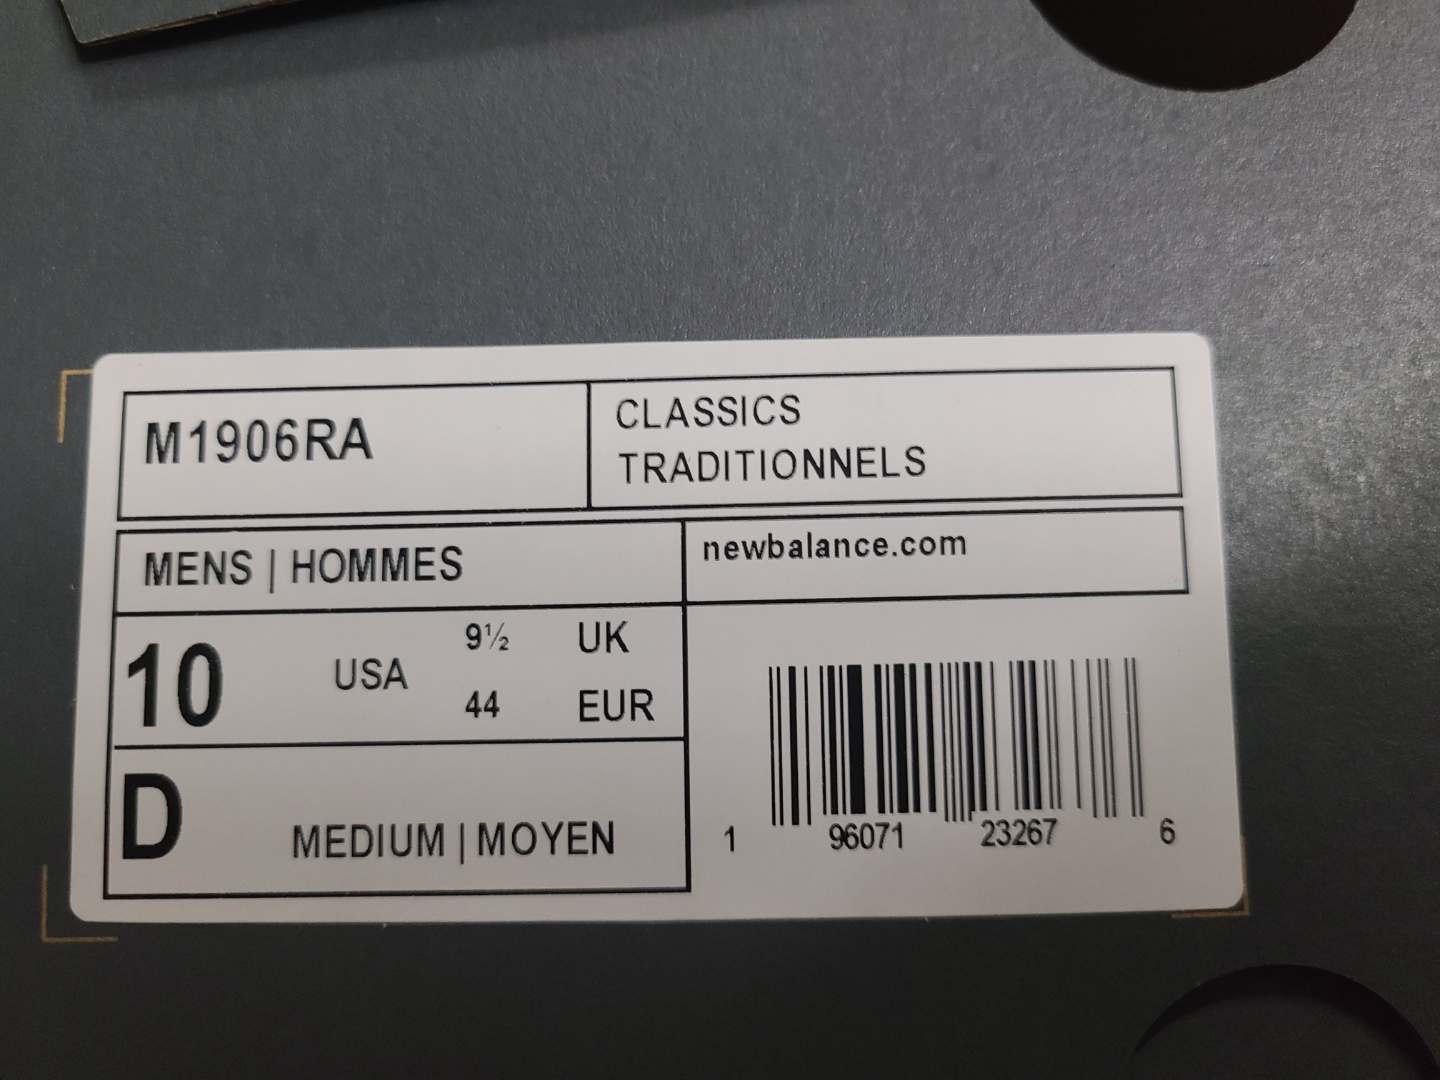 M1906RA
CLASSICS
TRADITIONNELS
MENS | HOMMES
newbalance.com
10 USA
9½ UK
44 EUR
D MEDIUM | MOYEN
1 96071 23267 6